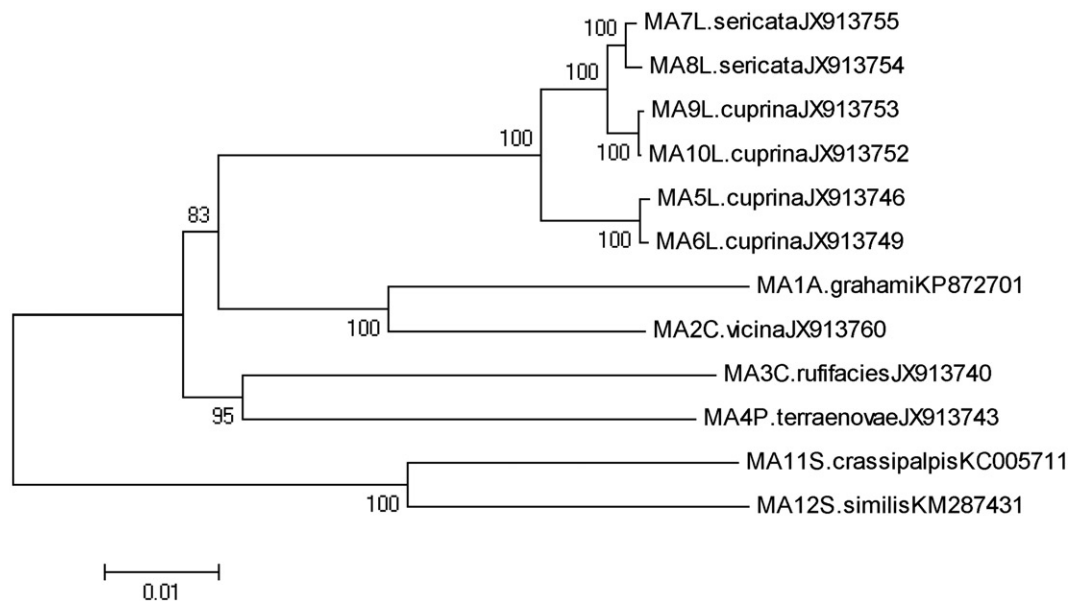 100 MA7L.sericataJX913755
100 MA8L.sericataJX913754
MA9L.cuprinaJX913753
100
100 MA10L.cuprinaJX913752
MA5L.cuprinaJX913746
83
100 MA6L.cuprinaJX913749
MA1A.grahamiKP872701
100 MA2C.vicinaJX913760
MA3C.rufifaciesJX913740
95 MA4P.terraenovaeJX913743
MA11S.crassipalpisKC005711
100 MA12S.similisKM287431
0.01